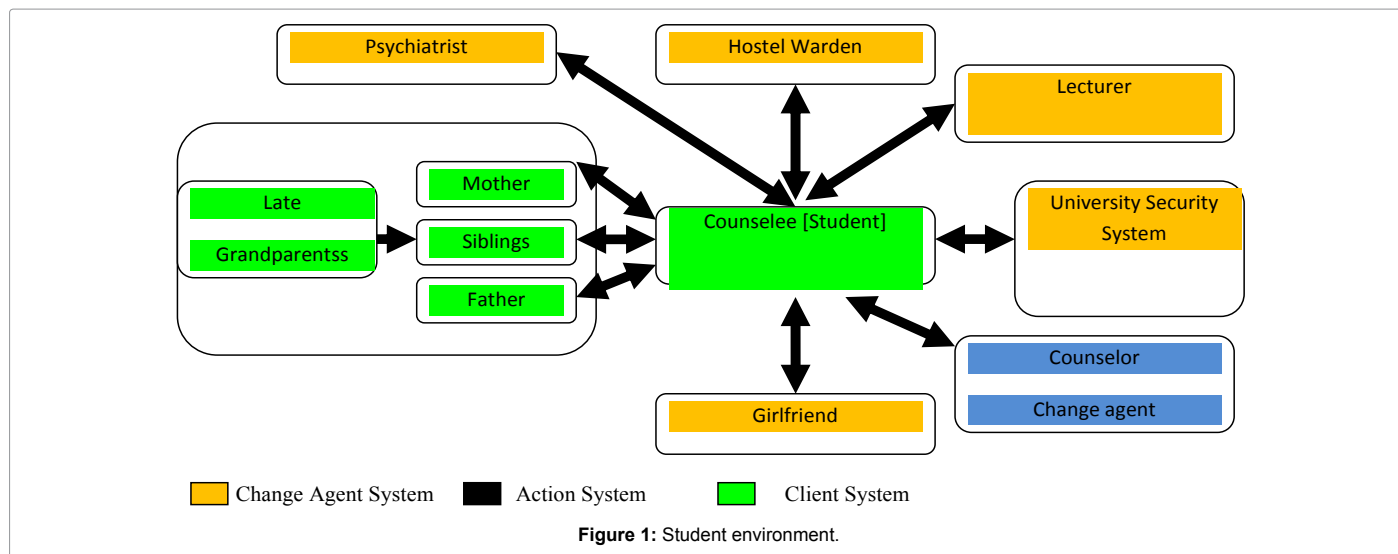 Psychiatrist
Hostel Warden
Lecturer
Mother
Late
Grandparentss
Siblings
Father
Counselee [Student]
University Security
System
Counselor
Change agent
Girlfriend
Change Agent System
Action System
Client System
Figure 1: Student environment.